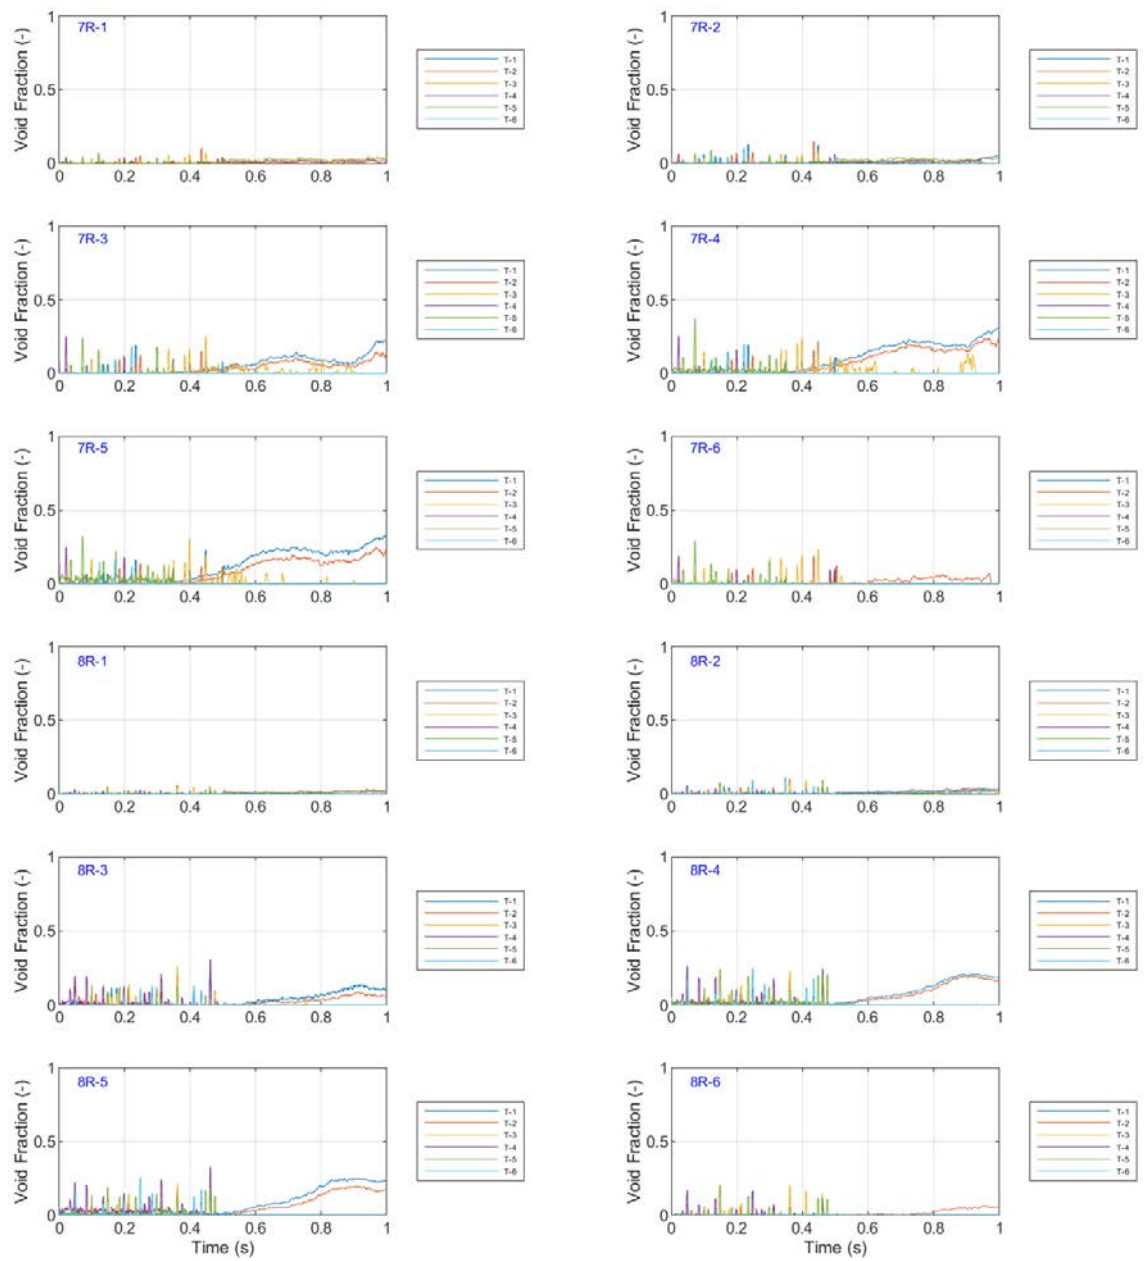 7R-1
Void Fraction (-)
1
0.5
0
0 0.2 0.4 0.6 0.8 1
T-1
T-2
T-3
T-4
T-5
T-6
7R-2
Void Fraction (-)
1
0.5
0
0 0.2 0.4 0.6 0.8 1
T-1
T-2
T-3
T-4
T-5
T-6
7R-3
Void Fraction (-)
1
0.5
0
0 0.2 0.4 0.6 0.8 1
T-1
T-2
T-3
T-4
T-5
T-6
7R-4
Void Fraction (-)
1
0.5
0
0 0.2 0.4 0.6 0.8 1
T-1
T-2
T-3
T-4
T-5
T-6
7R-5
Void Fraction (-)
1
0.5
0
0 0.2 0.4 0.6 0.8 1
T-1
T-2
T-3
T-4
T-5
T-6
7R-6
Void Fraction (-)
1
0.5
0
0 0.2 0.4 0.6 0.8 1
T-1
T-2
T-3
T-4
T-5
T-6
8R-1
Void Fraction (-)
1
0.5
0
0 0.2 0.4 0.6 0.8 1
T-1
T-2
T-3
T-4
T-5
T-6
8R-2
Void Fraction (-)
1
0.5
0
0 0.2 0.4 0.6 0.8 1
T-1
T-2
T-3
T-4
T-5
T-6
8R-3
Void Fraction (-)
1
0.5
0
0 0.2 0.4 0.6 0.8 1
T-1
T-2
T-3
T-4
T-5
T-6
8R-4
Void Fraction (-)
1
0.5
0
0 0.2 0.4 0.6 0.8 1
T-1
T-2
T-3
T-4
T-5
T-6
8R-5
Void Fraction (-)
1
0.5
0
0 0.2 0.4 0.6 0.8 1
Time (s)
T-1
T-2
T-3
T-4
T-5
T-6
8R-6
Void Fraction (-)
1
0.5
0
0 0.2 0.4 0.6 0.8 1
Time (s)
T-1
T-2
T-3
T-4
T-5
T-6